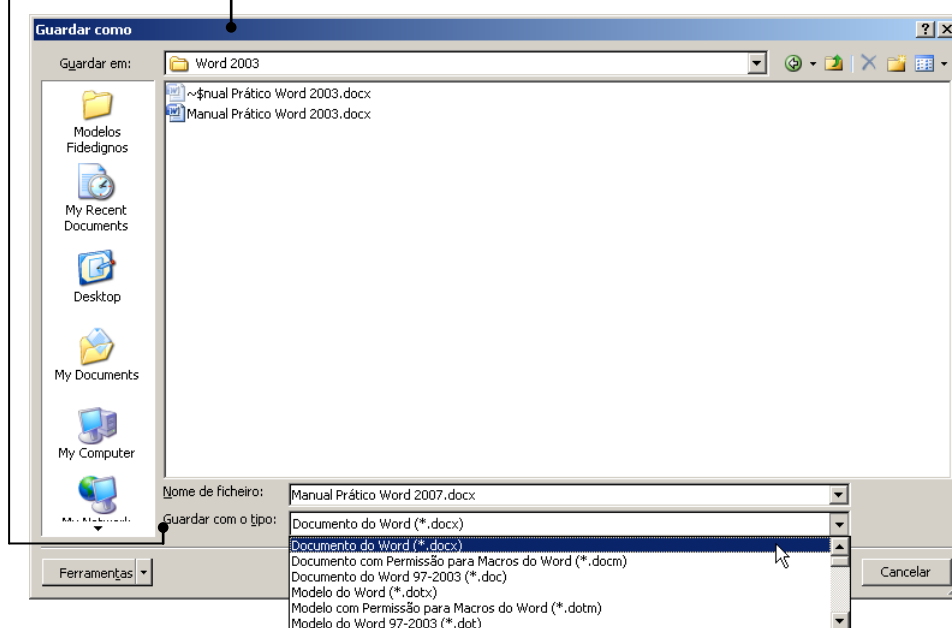 Guardar como
Guardar em:
Word 2003
~$nual Prático Word 2003.docx
Manual Prático Word 2003.docx
Modelos
Fidedignos
My Recent
Documents
Desktop
My Documents
My Computer
Nome de ficheiro:
Manual Prático Word 2007.docx
Guardar com o tipo:
Documento do Word (*.docx)
Documento do Word (*.docx)
Documento com Permissão para Macros do Word (*.docm)
Documento do Word 97-2003 (*.doc)
Modelo do Word (*.dotx)
Modelo com Permissão para Macros do Word (*.dotm)
Modelo do Word 97-2003 (*.dot)
Ferramentas
Cancelar